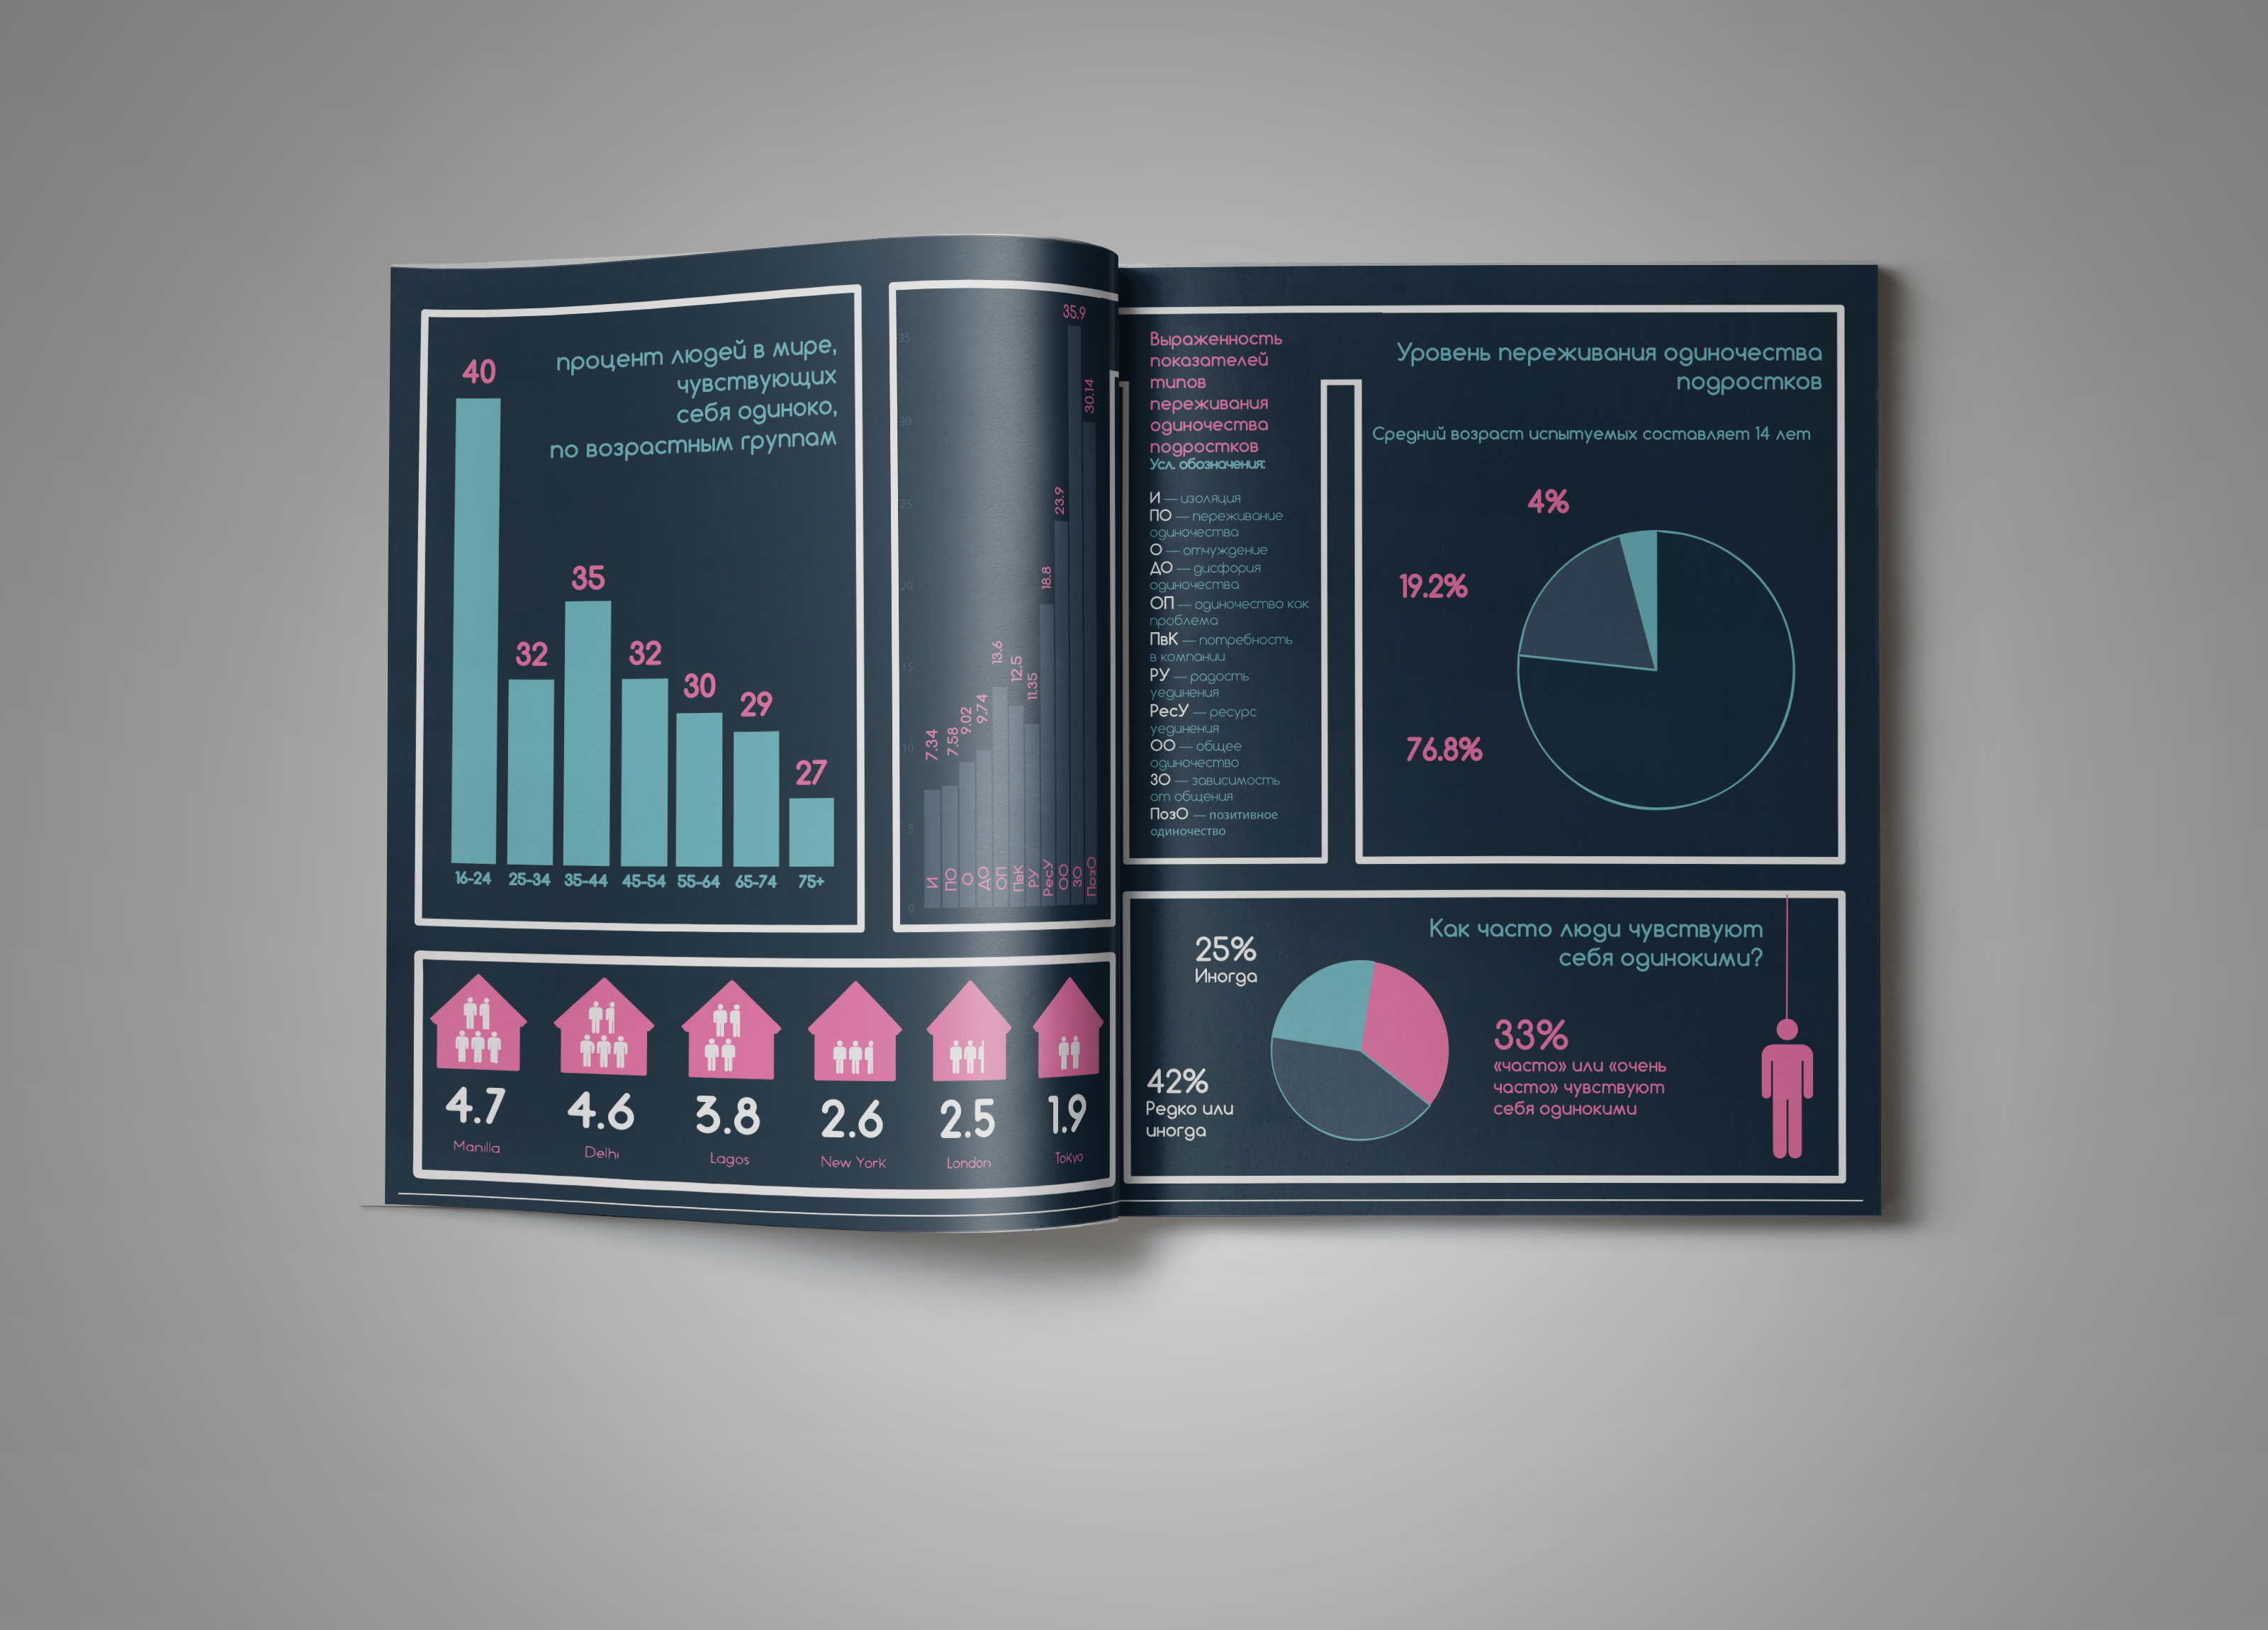 процент людей в мире,
чувствующих
себя одиноко,
по возрастным группам
40
32
35
32
30
29
27
16-24
25-34
35-44
45-54
55-64
65-74
75+
35
30
25
20
15
10
5
0
7.34
7.58
9.02
9.74
13.6
12.5
11.35
18.8
23.9
35.9
30.14
И
ПО
О
ДО
ОП
ПвК
РУ
РесУ
ОО
ЗО
ПозО
4.7
4.6
3.8
2.6
2.5
1.9
Manilla
Delhi
Lagos
New York
London
Tokyo
Выраженность
показателей
типов
переживания
одиночества
подростков
Усл. обозначения:
И — изоляция
ПО — переживание
одиночества
О — отчуждение
ДО — дисфория
одиночества
ОП — одиночество как
проблема
ПвК — потребность
в компании
РУ — радость
уединения
РесУ — ресурс
уединения
ОО — общее
одиночество
ЗО — зависимость
от общения
ПозО — позитивное
одиночество
Уровень переживания одиночества
подростков
Средний возраст испытуемых составляет 14 лет
4%
19.2%
76.8%
Как часто люди чувствуют
себя одинокими?
25%
Иногда
42%
Редко или
иногда
33%
«часто» или «очень
часто» чувствуют
себя одинокими